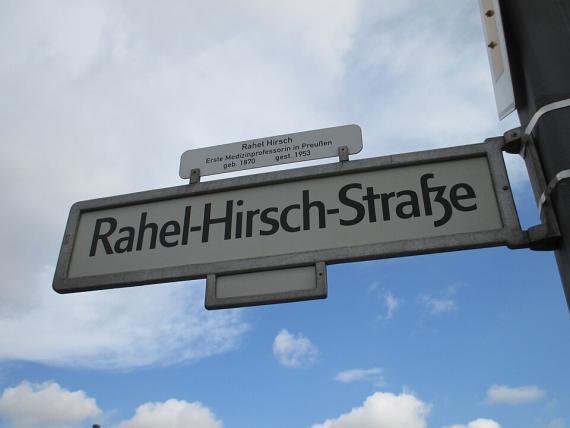 Rahel Hirsch
Erste Medizinprofessorin in Preußen
geb. 1870 gest. 1953
Rahel-Hirsch-Straße